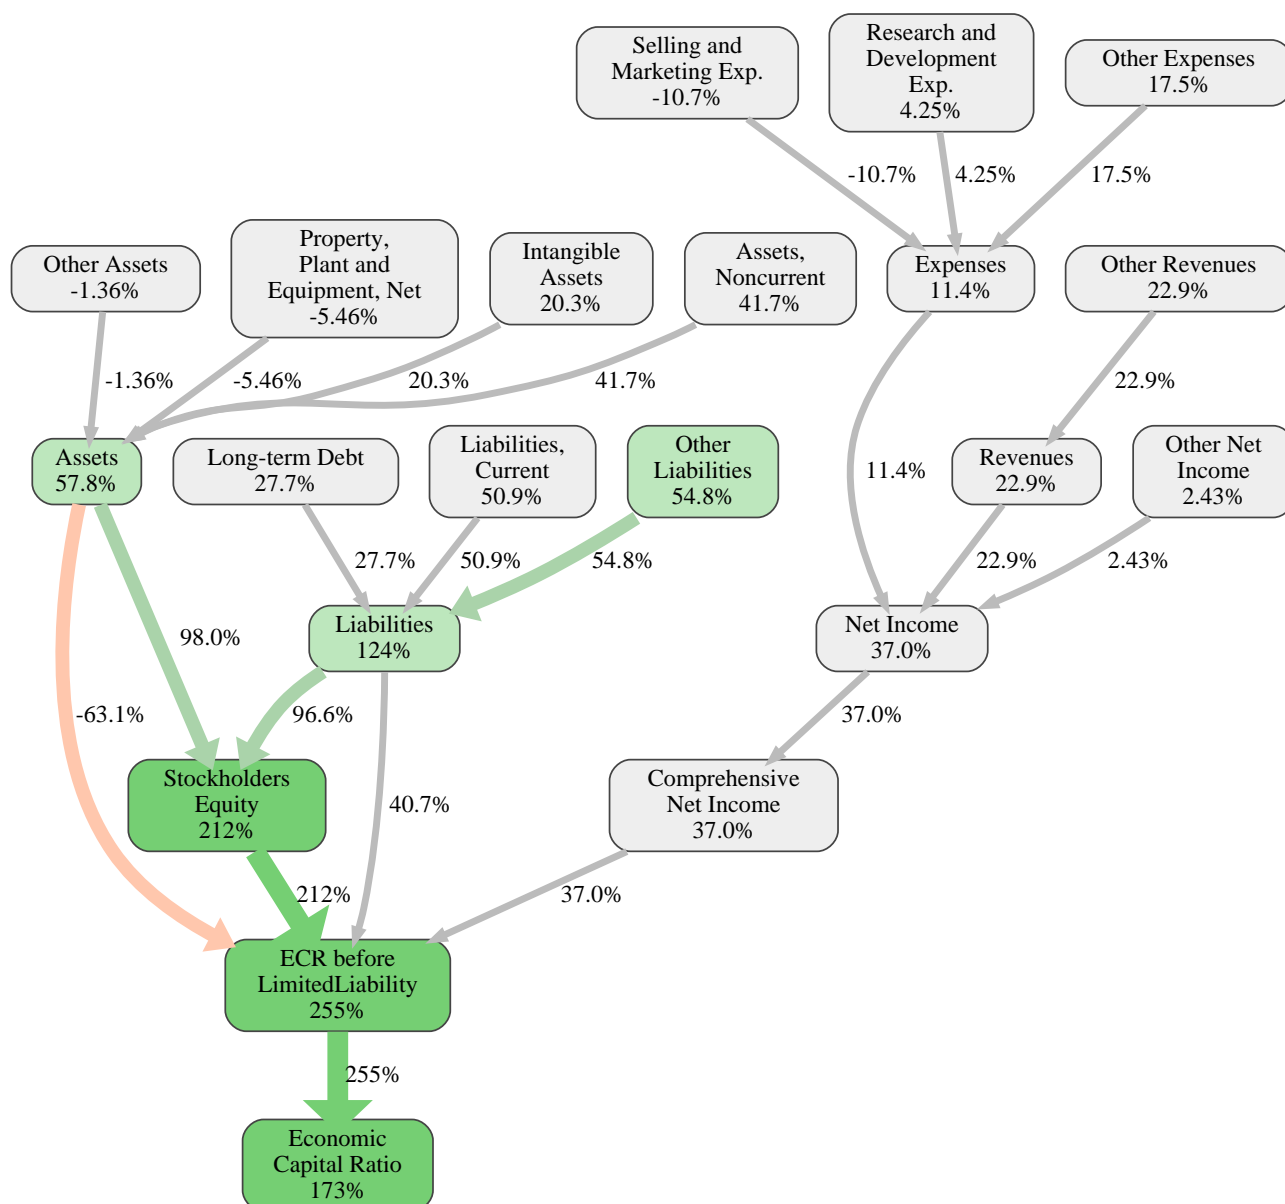 Selling and
Marketing Exp.
-10.7%
Research and
Development
Exp.
4.25%
Other Expenses
17.5%
-10.7%
4.25%
17.5%
Other Assets
-1.36%
Property,
Plant and
Equipment, Net
-5.46%
Intangible
Assets
20.3%
Assets,
Noncurrent
41.7%
Expenses
11.4%
Other Revenues
22.9%
-1.36%
-5.46%
20.3%
41.7%
22.9%
Assets
57.8%
Long-term Debt
27.7%
Liabilities,
Current
50.9%
Other
Liabilities
54.8%
11.4%
Revenues
22.9%
Other Net
Income
2.43%
27.7%
50.9%
54.8%
22.9%
2.43%
98.0%
Liabilities
124%
Net Income
37.0%
-63.1%
96.6%
37.0%
Stockholders
Equity
212%
40.7%
Comprehensive
Net Income
37.0%
212%
37.0%
ECR before
LimitedLiability
255%
255%
Economic
Capital Ratio
173%